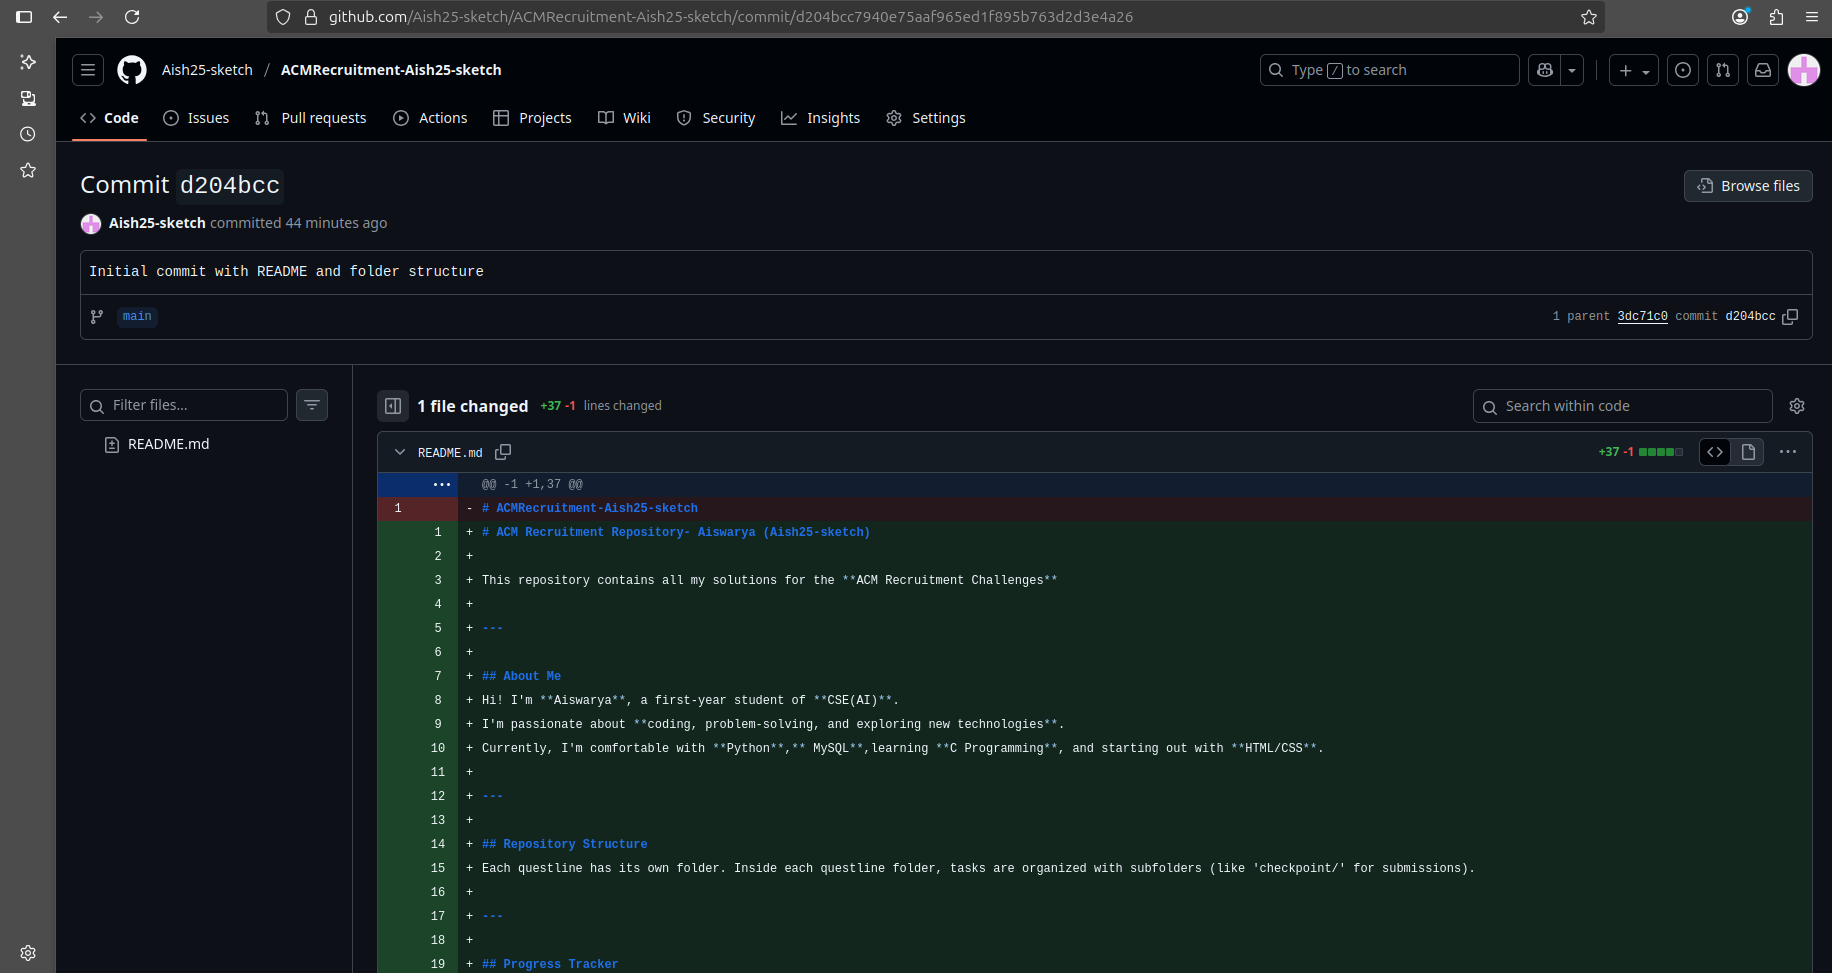 github.com/Aish25-sketch/ACMRecruitment-Aish25-sketch/commit/d204bcc7940e75aaf965ed1f895b763d2d3e4a26
Aish25-sketch / ACMRecruitment-Aish25-sketch
Type / to search
Code Issues Pull requests Actions Projects Wiki Security Insights Settings
Commit d204bcc
Browse files
Aish25-sketch committed 44 minutes ago
Initial commit with README and folder structure
main
1 parent 3dc71c0 commit d204bcc
Filter files...
README.md
1 file changed +37 -1 lines changed
Search within code
README.md
+37 -1
@@ -1 +1,37 @@
1 - # ACMRecruitment-Aish25-sketch
1 + # ACM Recruitment Repository- Aiswarya (Aish25-sketch)
2 +
3 + This repository contains all my solutions for the **ACM Recruitment Challenges**
4 +
5 + ---
6 +
7 + ## About Me
8 + Hi! I'm **Aiswarya**, a first-year student of **CSE(AI)**.
9 + I'm passionate about **coding, problem-solving, and exploring new technologies**.
10 + Currently, I'm comfortable with **Python**,** MySQL**,learning **C Programming**, and starting out with **HTML/CSS**.
11 +
12 + ---
13 +
14 + ## Repository Structure
15 + Each questline has its own folder. Inside each questline folder, tasks are organized with subfolders (like 'checkpoint/' for submissions).
16 +
17 + ---
18 +
19 + ## Progress Tracker